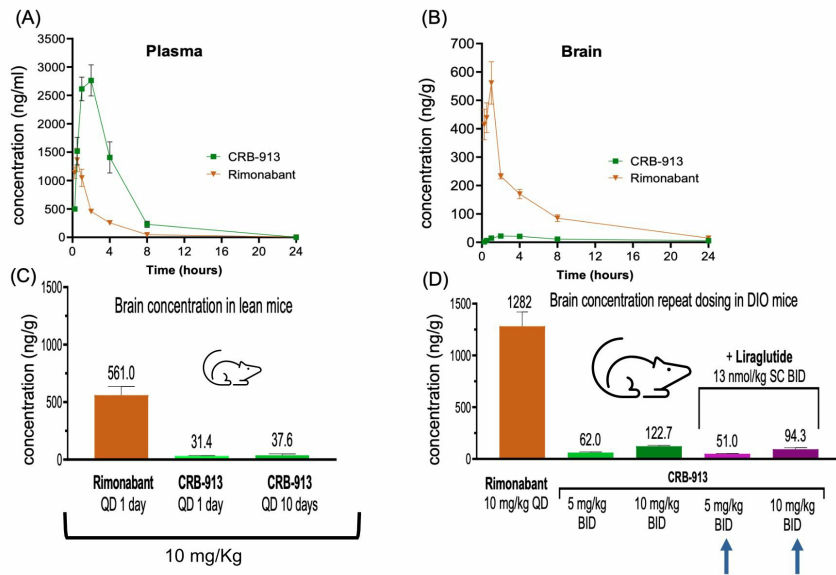 (A)
Plasma
concentration (ng/ml)
3500
3000
2500
2000
1500
1000
500
0
CRB-913
Rimonabant
0 4 8 12 16 20 24
Time (hours)
(B)
Brain
concentration (ng/g)
700
600
500
400
300
200
100
0
CRB-913
Rimonabant
0 4 8 12 16 20 24
Time (hours)
(C)
Brain concentration in lean mice
concentration (ng/g)
1500
1000
500
0
561.0
31.4
37.6
Rimonabant CRB-913 CRB-913
QD 1 day QD 1 day QD 10 days
10 mg/Kg
(D)
Brain concentration repeat dosing in DIO mice
concentration (ng/g)
1500
1000
500
0
1282
+ Liraglutide
13 nmol/kg SC BID
62.0
122.7
51.0
94.3
CRB-913
Rimonabant
10 mg/kg QD
5 mg/kg 10 mg/kg 5 mg/kg 10 mg/kg
BID BID BID BID